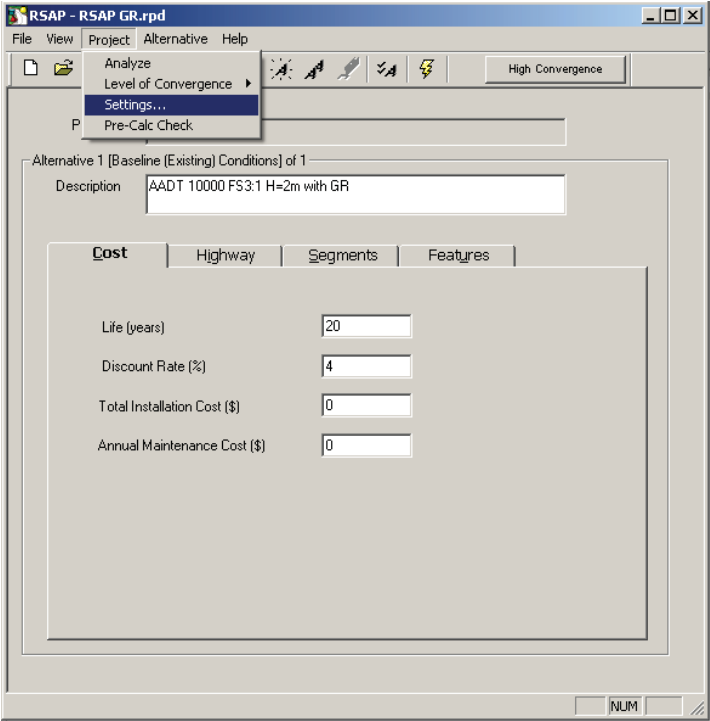 RSAP - RSAP GR.rpd
File View Project Alternative Help
Analyze
Level of Convergence
Settings...
Pre-Calc Check
High Convergence
P
Alternative 1 [Baseline (Existing) Conditions] of 1
Description AADT 10000 FS3:1 H=2m with GR
Cost Highway Segments Features
Life (years) 20
Discount Rate (%) 4
Total Installation Cost ($) 0
Annual Maintenance Cost ($) 0
NUM